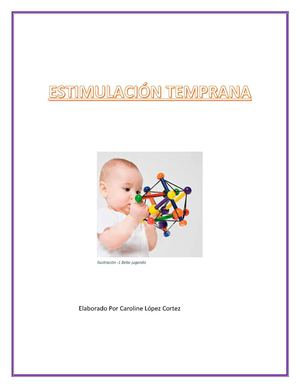 ESTIMULACIÓN TEMPRANA
Ilustración -1 Bebe jugando
Elaborado Por Caroline López Cortez